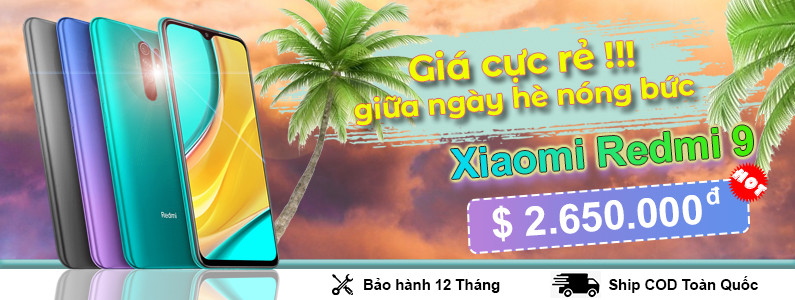 Giá cực rẻ !!!
giữa ngày hè nóng bức
Xiaomi Redmi 9
HOT
$ 2.650.000đ
Redmi
Bảo hành 12 Tháng
Ship COD Toàn Quốc